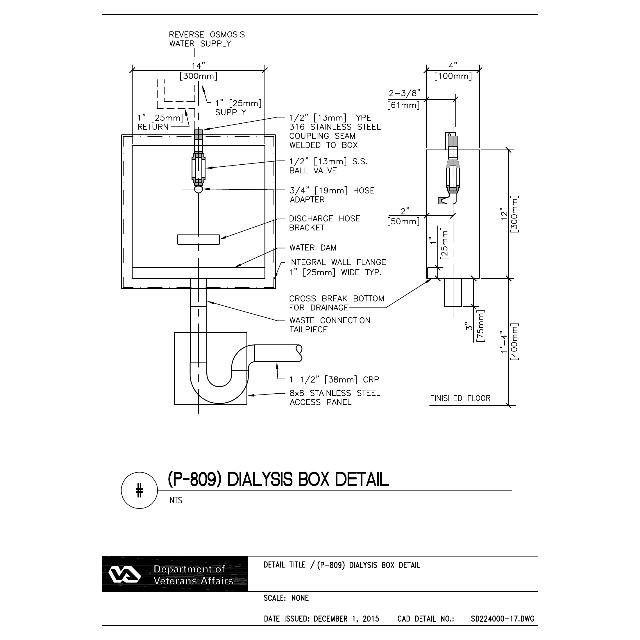 REVERSE OSMOSIS
WATER SUPPLY
14"
[300mm]
1" [25mm]
SUPPLY
1" 25mm]
RETURN
1/2" [13mm] TYPE
316 STAINLESS STEEL
COUPLING SEAM
WELDED TO BOX
1/2" [13mm] S.S.
BALL VALVE
3/4" [19mm] HOSE
ADAPTER
DISCHARGE HOSE
BRACKET
WATER DAM
INTEGRAL WALL FLANGE
1" [25mm] WIDE TYP.
CROSS BREAK BOTTOM
FOR DRAINAGE
WASTE CONNECTION
TAILPIECE
1 1/2" [38mm] CRP
8x8 STAINLESS STEEL
ACCESS PANEL
4"
[100mm]
2-3/8"
[61mm]
2"
[50mm]
1"
[25mm]
12"
[300mm]
3"
[75mm]
1'-4"
[400mm]
FINISHED FLOOR
# (P-809) DIALYSIS BOX DETAIL
NTS
Department of
Veterans Affairs
DETAIL TITLE / (P-809) DIALYSIS BOX DETAIL
SCALE: NONE
DATE ISSUED: DECEMBER 1, 2015 CAD DETAIL NO.: SD224000-17.DWG